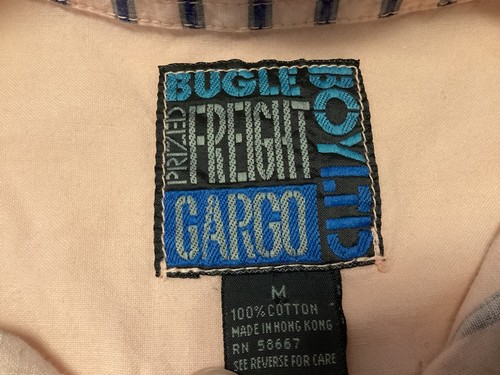 BUGLE
BOY LTD
PRIZED
FREIGHT
CARGO
M
100% COTTON
MADE IN HONG KONG
RN 58667
SEE REVERSE FOR CARE